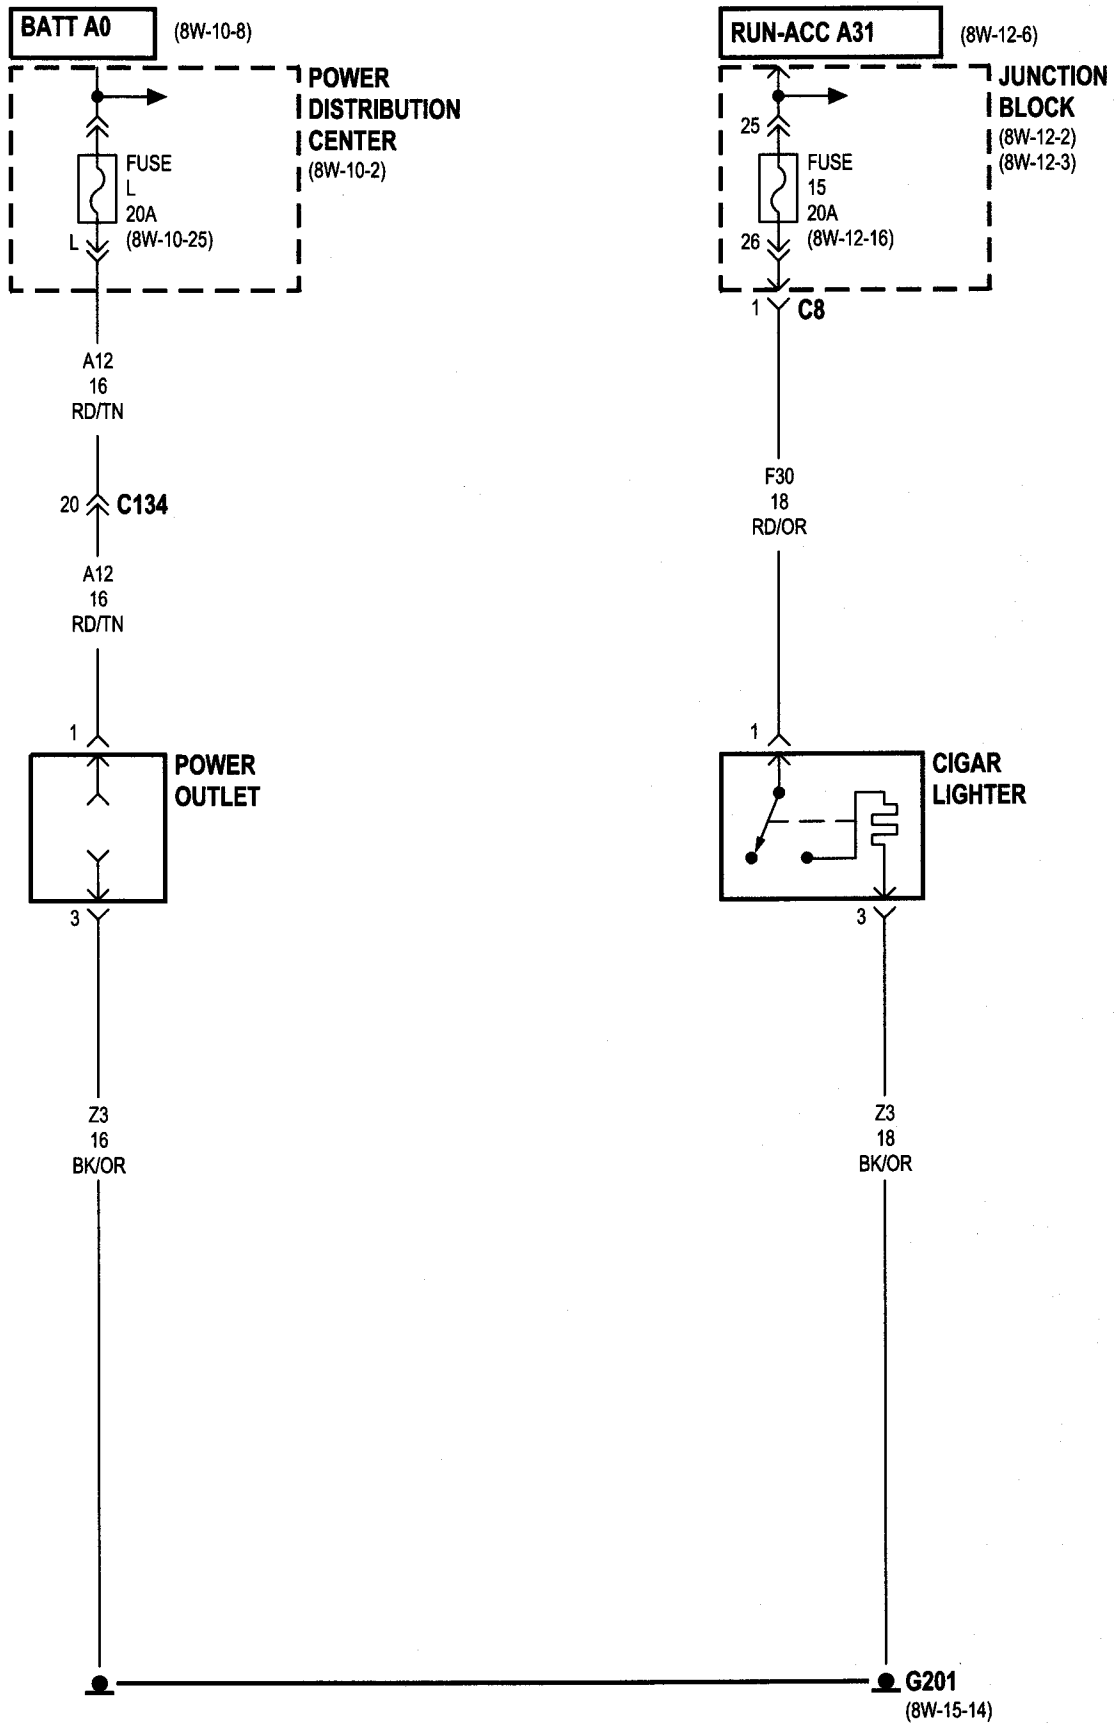 BATT A0
(8W-10-8)
POWER
DISTRIBUTION
CENTER
(8W-10-2)
FUSE
L
20A
(8W-10-25)
L
A12
16
RD/TN
20
C134
A12
16
RD/TN
1
POWER
OUTLET
3
Z3
16
BK/OR
RUN-ACC A31
(8W-12-6)
JUNCTION
BLOCK
(8W-12-2)
(8W-12-3)
25
FUSE
15
20A
(8W-12-16)
26
1
C8
F30
18
RD/OR
1
CIGAR
LIGHTER
3
Z3
18
BK/OR
G201
(8W-15-14)